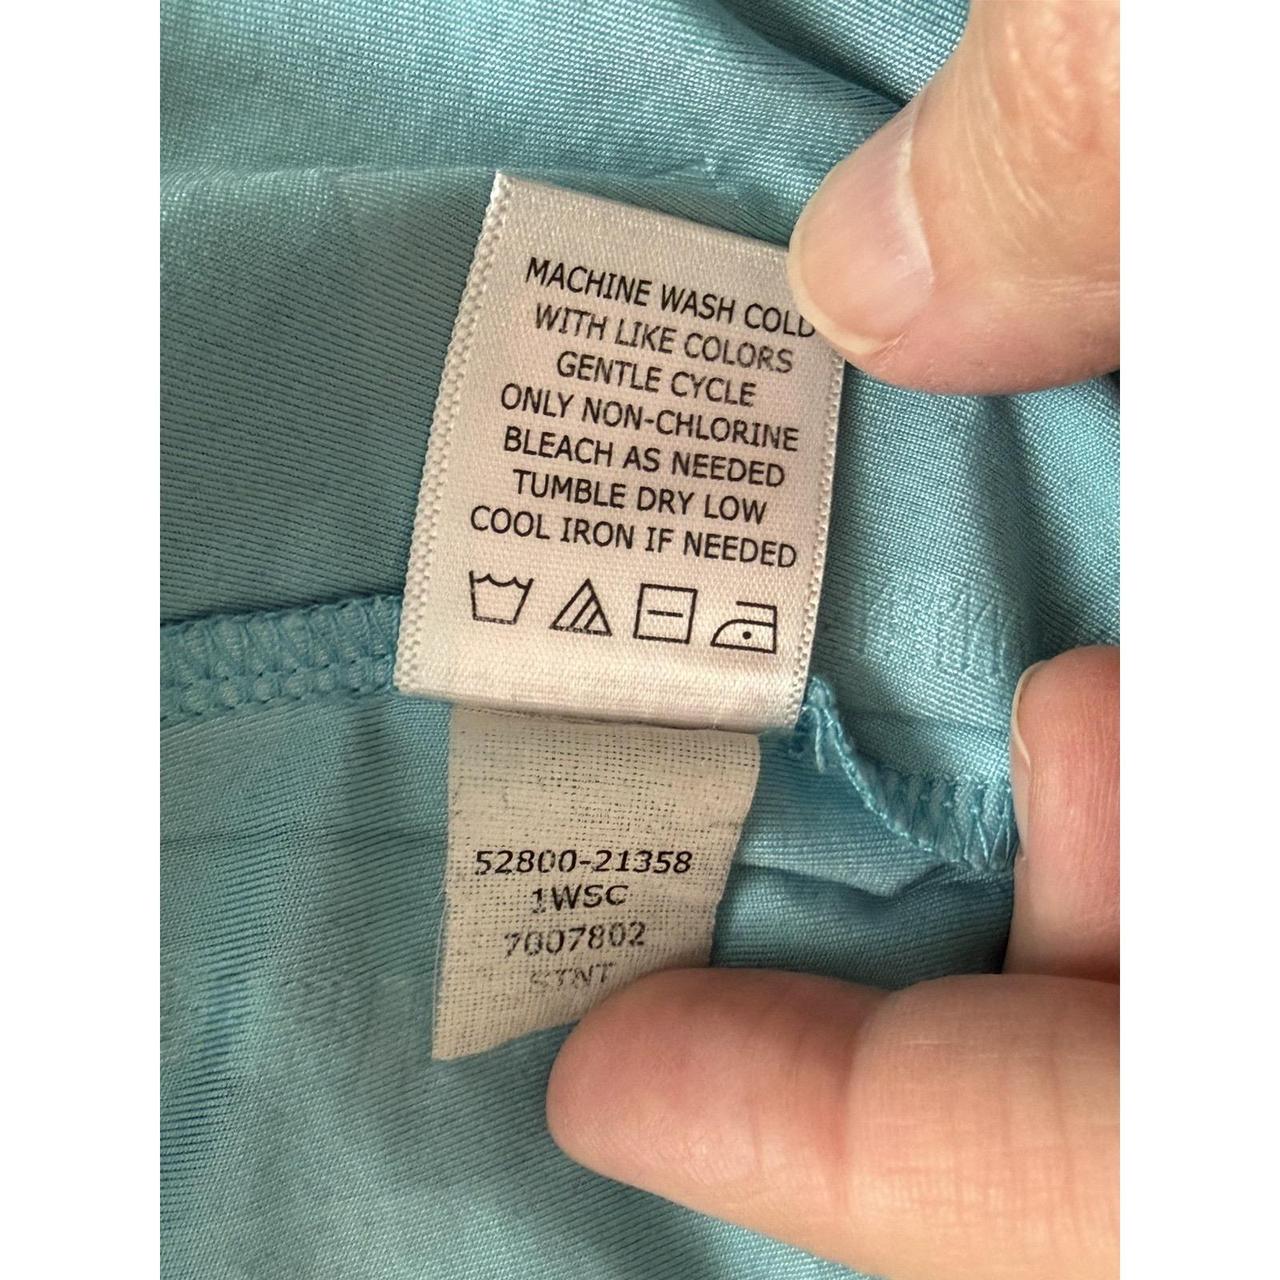 MACHINE WASH COLD
WITH LIKE COLORS
GENTLE CYCLE
ONLY NON-CHLORINE
BLEACH AS NEEDED
TUMBLE DRY LOW
COOL IRON IF NEEDED
52800-21358
1WSC
7007802
STNT